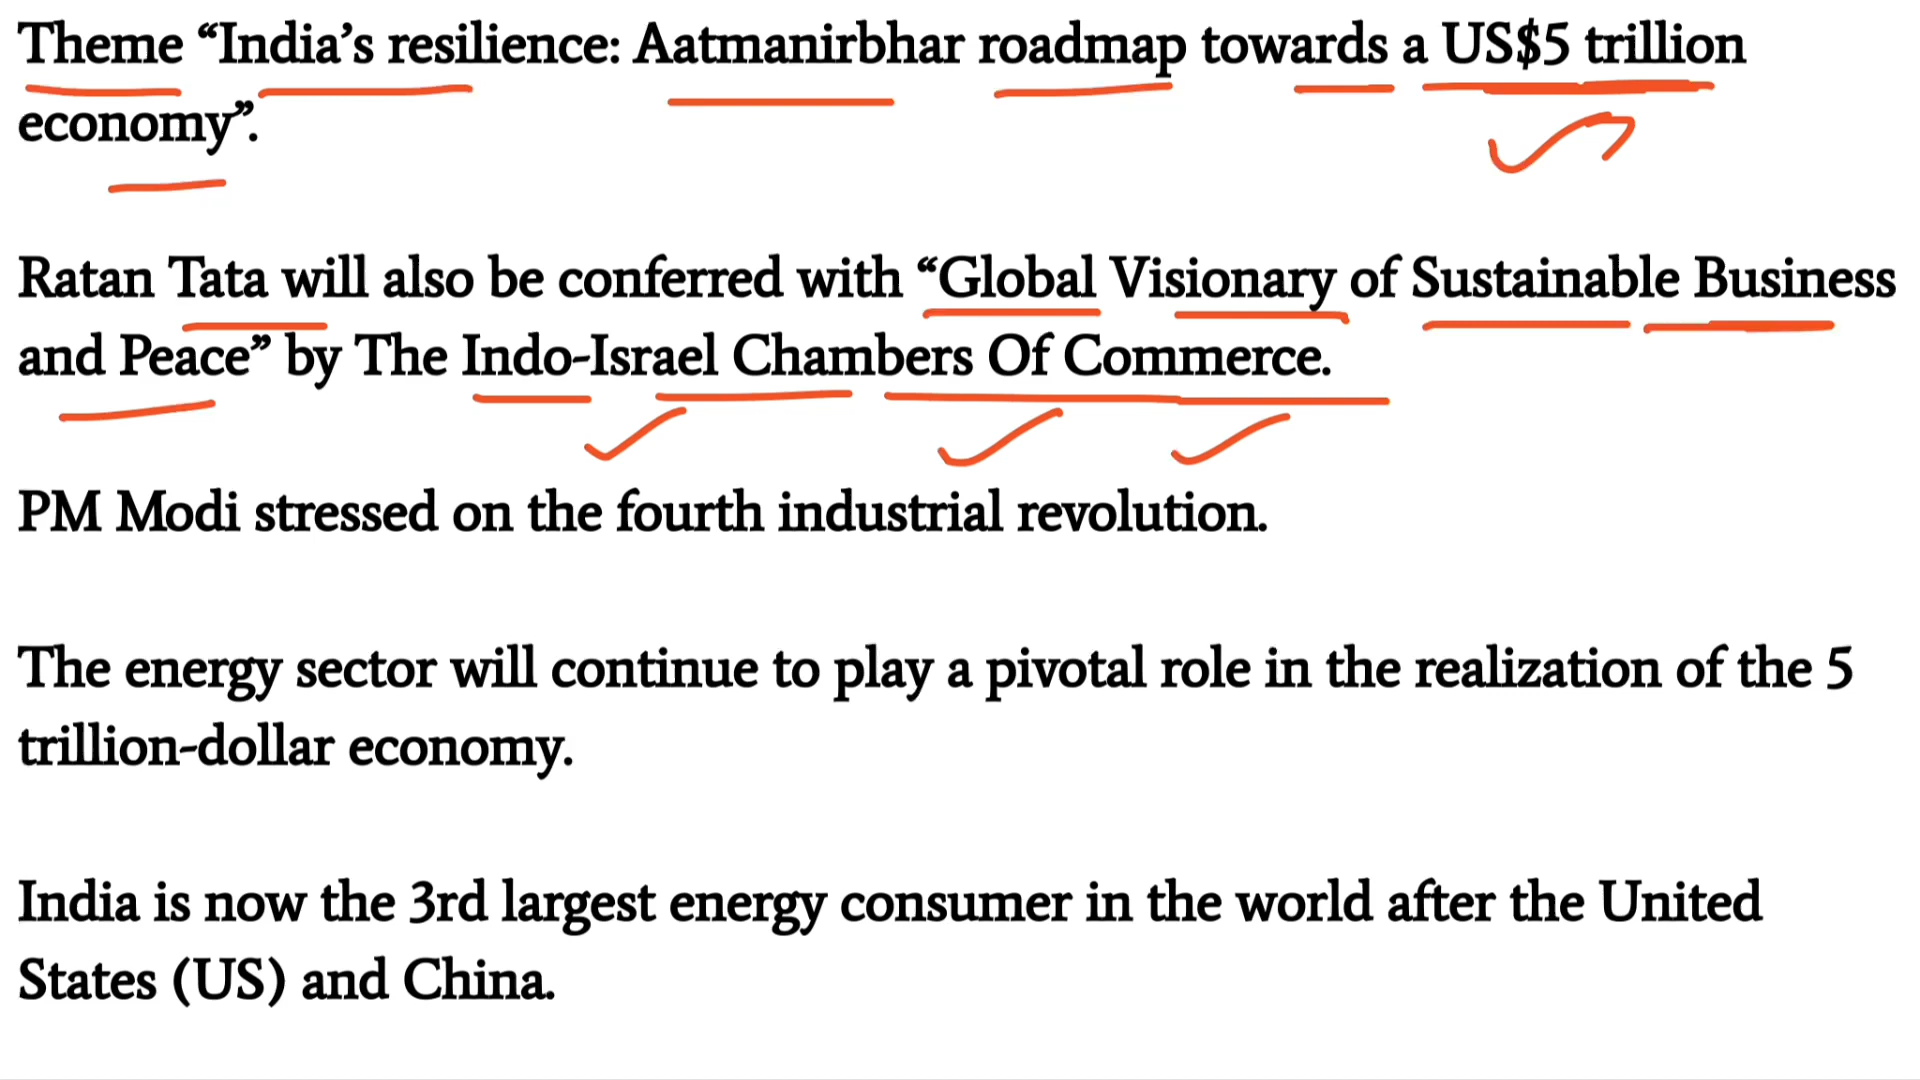 Theme “India’s resilience: Aatmanirbhar roadmap towards a US$5 trillion
economy”.
Ratan Tata will also be conferred with “Global Visionary of Sustainable Business
and Peace” by The Indo-Israel Chambers Of Commerce.
PM Modi stressed on the fourth industrial revolution.
The energy sector will continue to play a pivotal role in the realization of the 5
trillion-dollar economy.
India is now the 3rd largest energy consumer in the world after the United
States (US) and China.